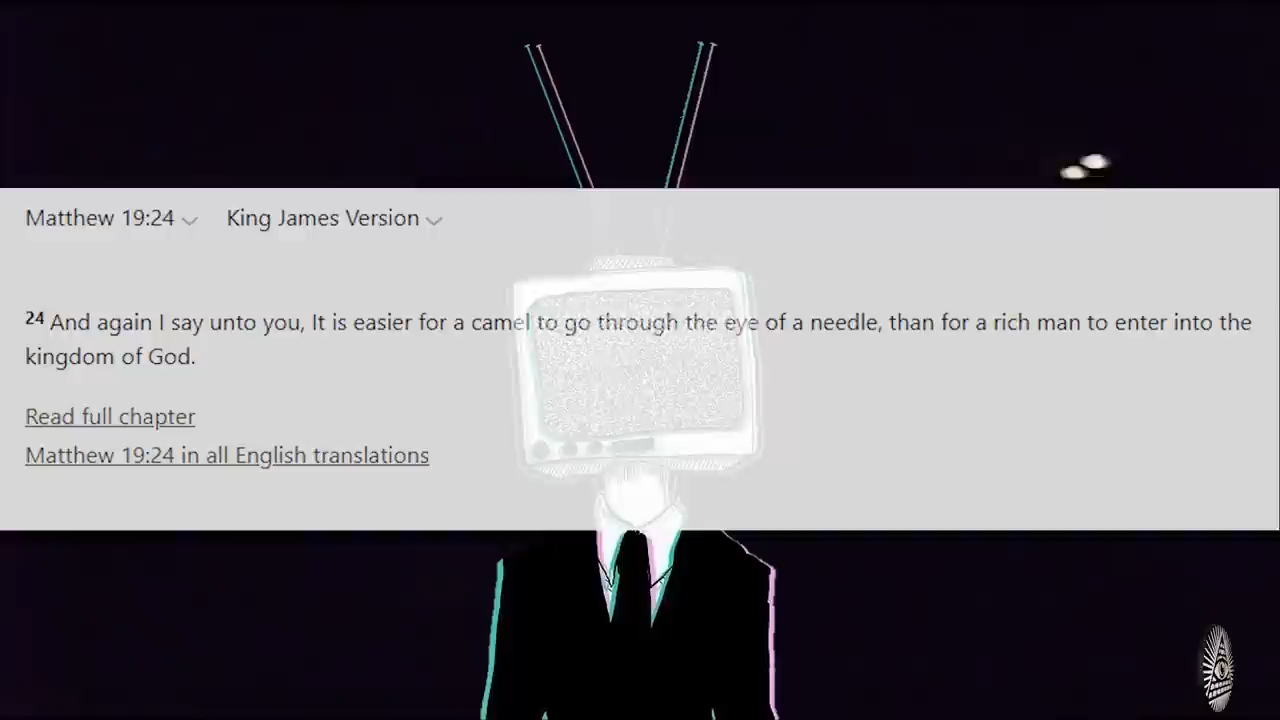 Matthew 19:24 King James Version
24 And again I say unto you, It is easier for a camel to go through the eye of a needle, than for a rich man to enter into the
kingdom of God.
Read full chapter
Matthew 19:24 in all English translations